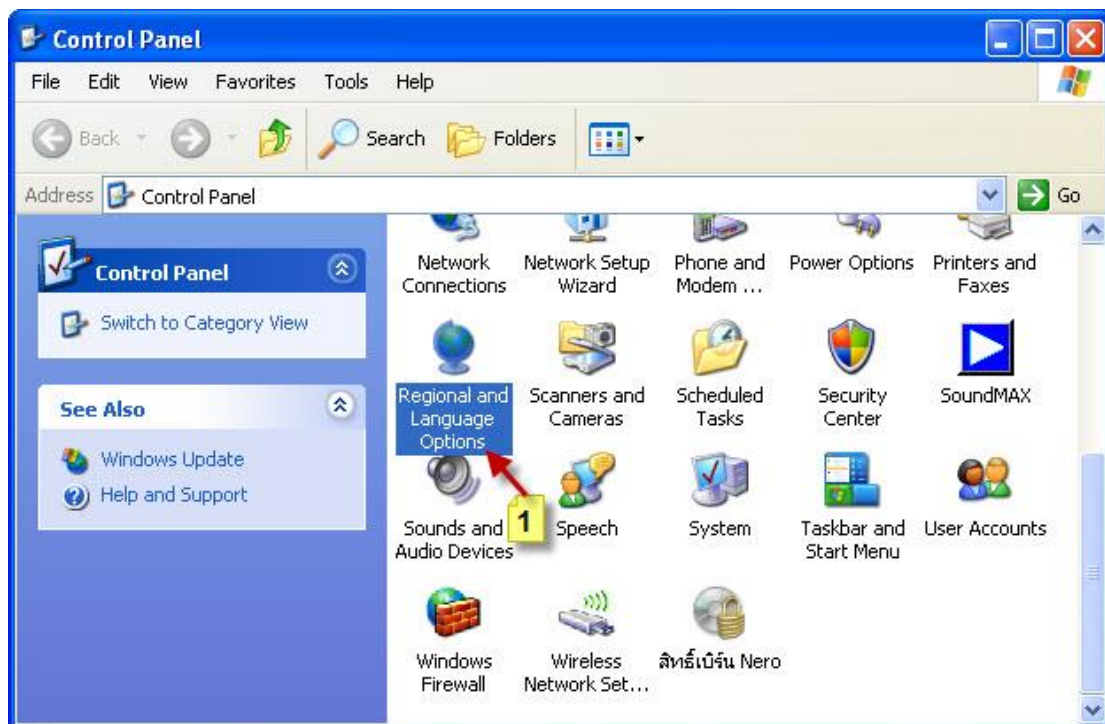 Control Panel
File Edit View Favorites Tools Help
Back Search Folders
Address Control Panel Go
Control Panel
Switch to Category View
See Also
Windows Update
Help and Support
Network
Connections
Network Setup
Wizard
Phone and
Modem ...
Power Options
Printers and
Faxes
Regional and
Language
Options
Scanners and
Cameras
Scheduled
Tasks
Security
Center
SoundMAX
Sounds and
Audio Devices
1
Speech
System
Taskbar and
Start Menu
User Accounts
Windows
Firewall
Wireless
Network Set...
สิทธิ์เบิร์น Nero